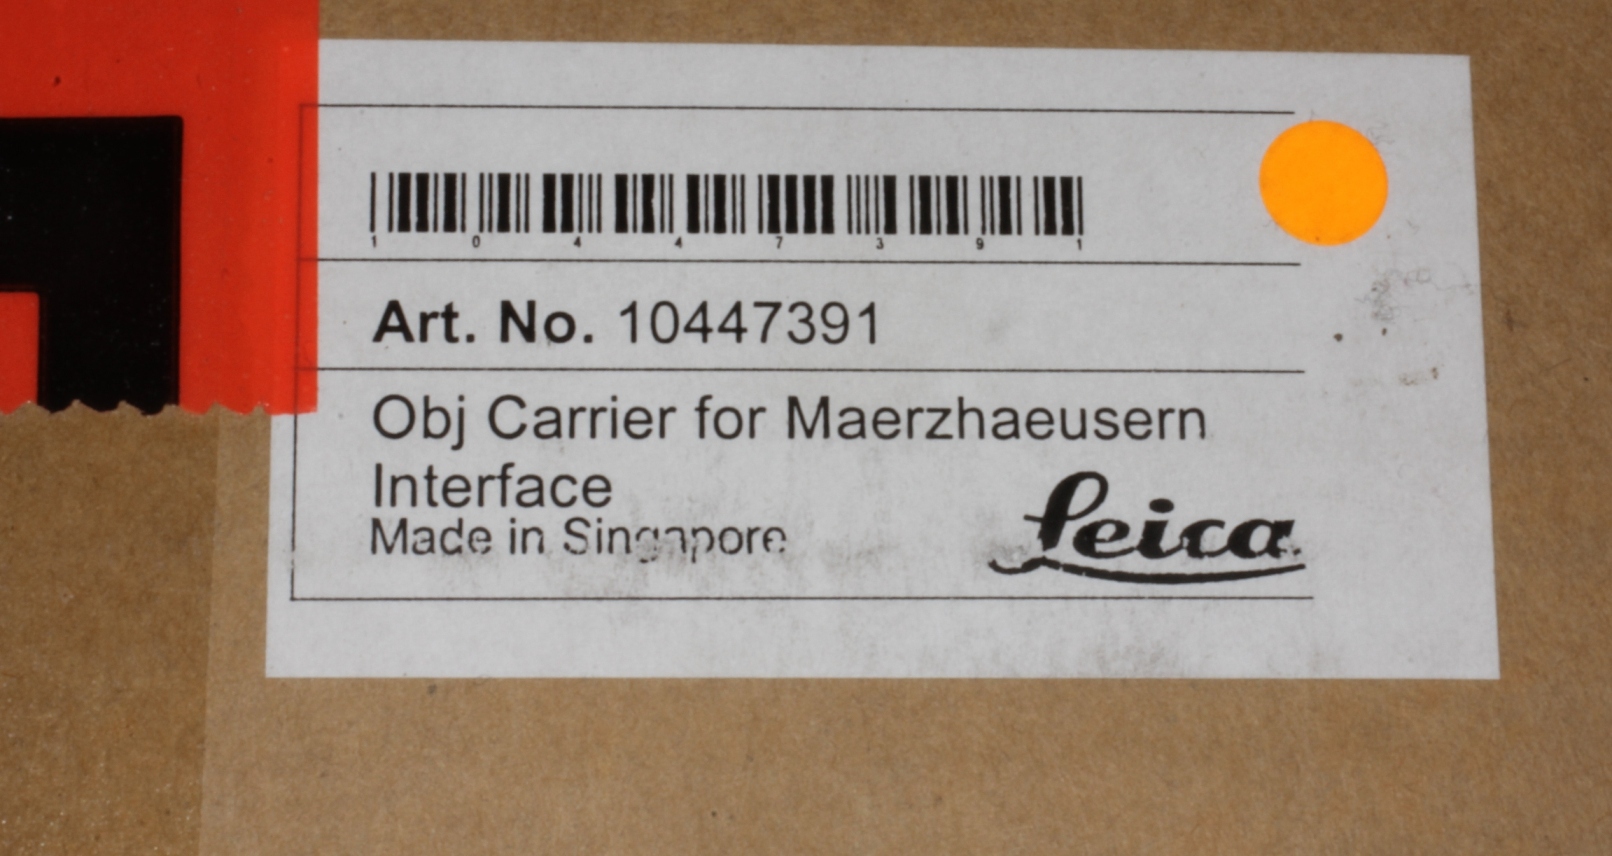 1 0 4 4 7 3 9 1
Art. No. 10447391
Obj Carrier for Maerzhaeusern
Interface
Made in Singapore
Leica